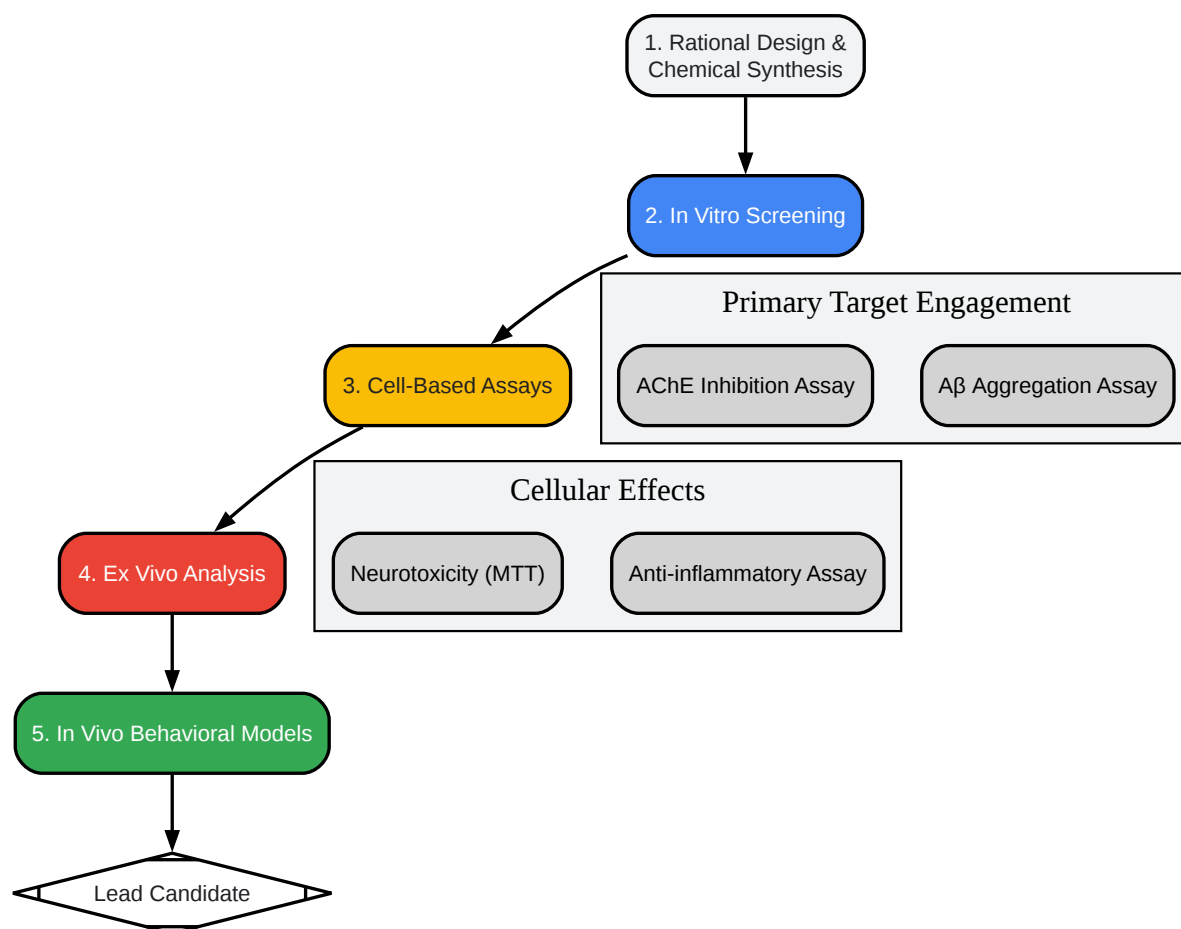 1. Rational Design &
Chemical Synthesis
2. In Vitro Screening
Primary Target Engagement
AChE Inhibition Assay
Aβ Aggregation Assay
3. Cell-Based Assays
Cellular Effects
Neurotoxicity (MTT)
Anti-inflammatory Assay
4. Ex Vivo Analysis
5. In Vivo Behavioral Models
Lead Candidate